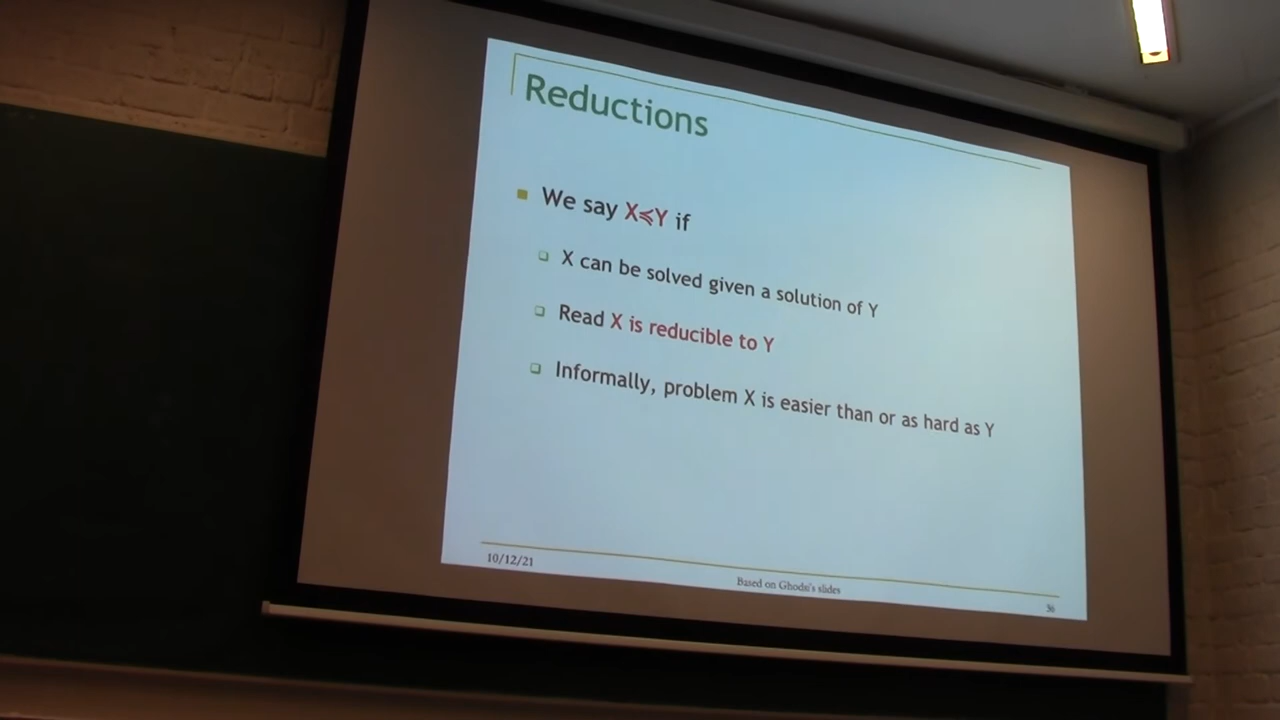 Reductions
We say X≼Y if
X can be solved given a solution of Y
Read X is reducible to Y
Informally, problem X is easier than or as hard as Y
10/12/21
Based on Ghodsi's slides
36